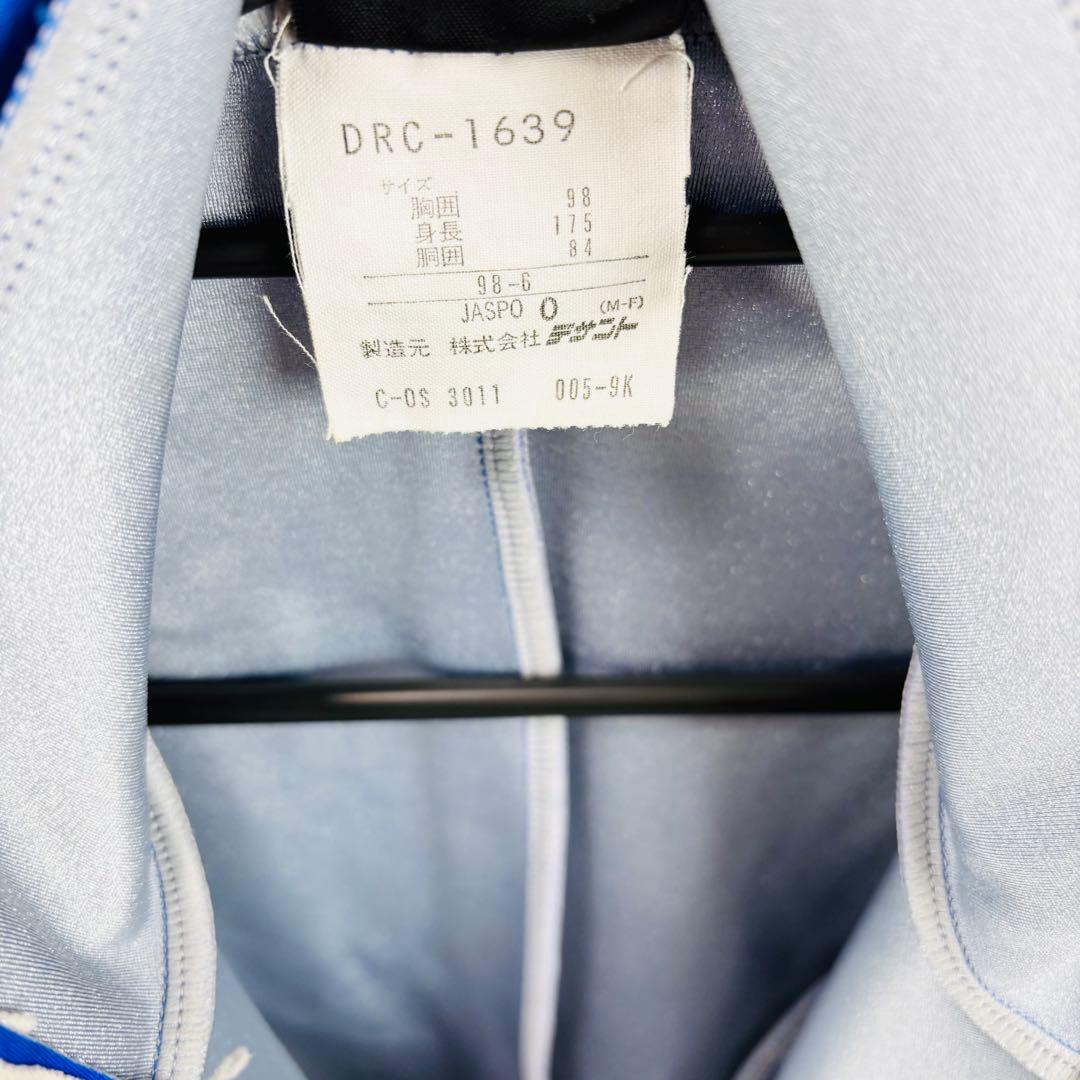 DRC-1639
サイズ
胸囲 98
身長 175
胴囲 84
98-6
JASPO O (M-F)
製造元 株式会社デサント
C-OS 3011 005-9K